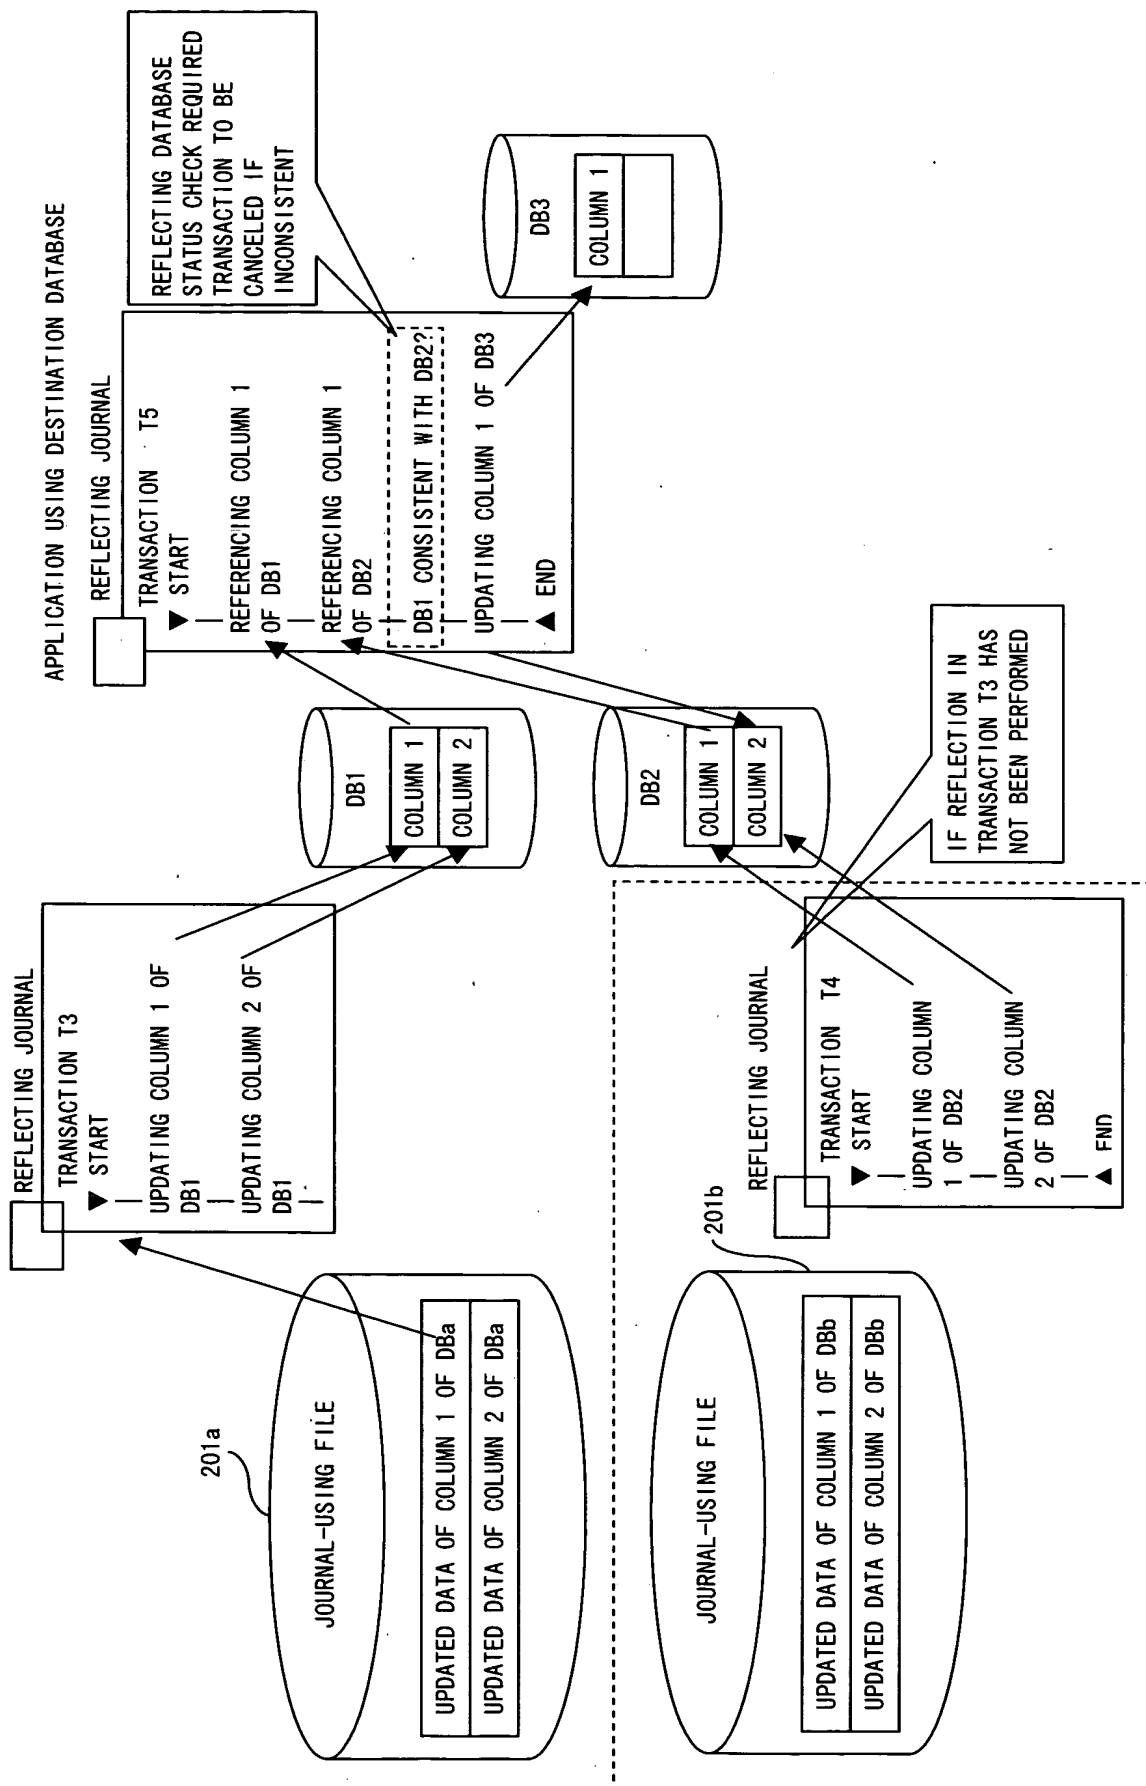 APPLICATION USING DESTINATION DATABASE
REFLECTING JOURNAL
TRANSACTION T3
START
UPDATING COLUMN 1 OF
DB1
UPDATING COLUMN 2 OF
DB1
201a
JOURNAL-USING FILE
UPDATED DATA OF COLUMN 1 OF DBa
UPDATED DATA OF COLUMN 2 OF DBa
DB1
COLUMN 1
COLUMN 2
REFLECTING JOURNAL
TRANSACTION T5
START
REFERENCING COLUMN 1
OF DB1
REFERENCING COLUMN 1
OF DB2
DB1 CONSISTENT WITH DB2?
UPDATING COLUMN 1 OF DB3
END
REFLECTING DATABASE
STATUS CHECK REQUIRED
TRANSACTION TO BE
CANCELED IF
INCONSISTENT
DB3
COLUMN 1
201b
JOURNAL-USING FILE
UPDATED DATA OF COLUMN 1 OF DBb
UPDATED DATA OF COLUMN 2 OF DBb
REFLECTING JOURNAL
TRANSACTION T4
START
UPDATING COLUMN
1 OF DB2
UPDATING COLUMN
2 OF DB2
END
DB2
COLUMN 1
COLUMN 2
IF REFLECTION IN
TRANSACTION T3 HAS
NOT BEEN PERFORMED